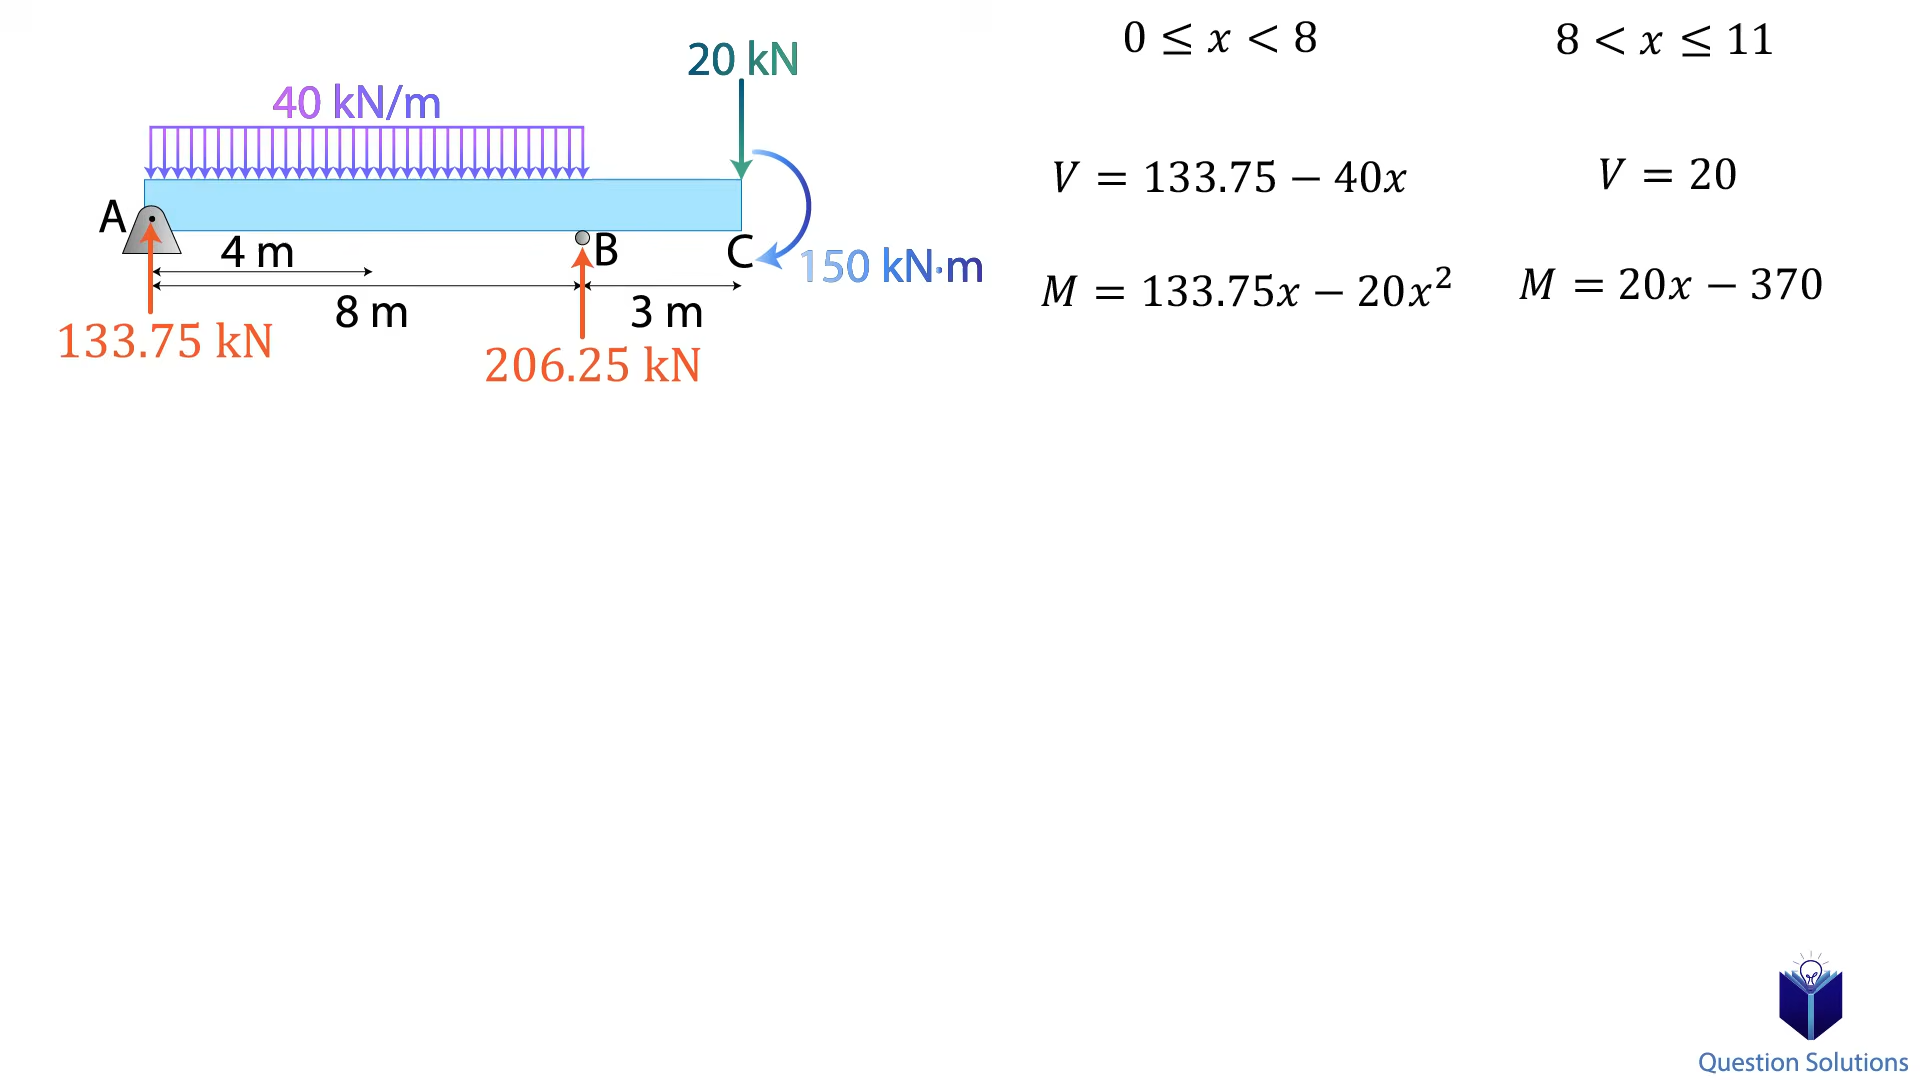 20 kN
40 kN/m
A
4 m
B
C
150 kN·m
8 m
3 m
133.75 kN
206.25 kN
0 ≤ x < 8
8 < x ≤ 11
V = 133.75 − 40x
V = 20
M = 133.75x − 20x²
M = 20x − 370
Question Solutions